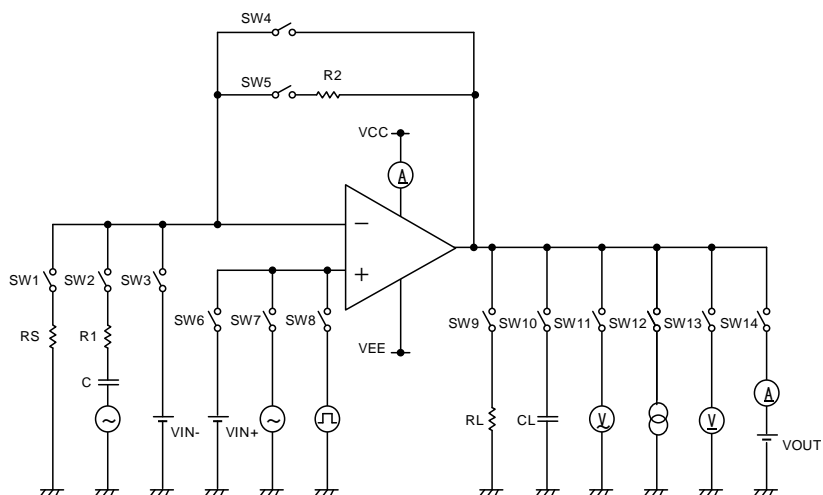 SW4
SW5
R2
VCC
A
−
+
SW1
SW2
SW3
SW6
SW7
SW8
SW9
SW10
SW11
SW12
SW13
SW14
VEE
RS
R1
C
VIN-
VIN+
RL
CL
V
V
A
VOUT